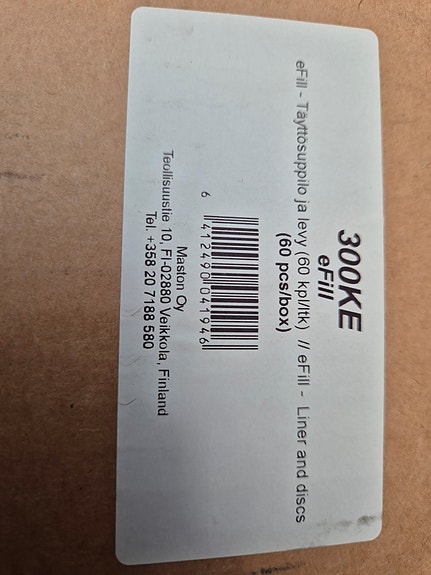 300KE
eFill
eFill - Täyttösuppilo ja levy (60 kpl/ltk) // eFill - Liner and discs
(60 pcs/box)
6 412490 041946
Maston Oy
Teollisuustie 10, FI-02880 Veikkola, Finland
Tel. +358 20 7188 580